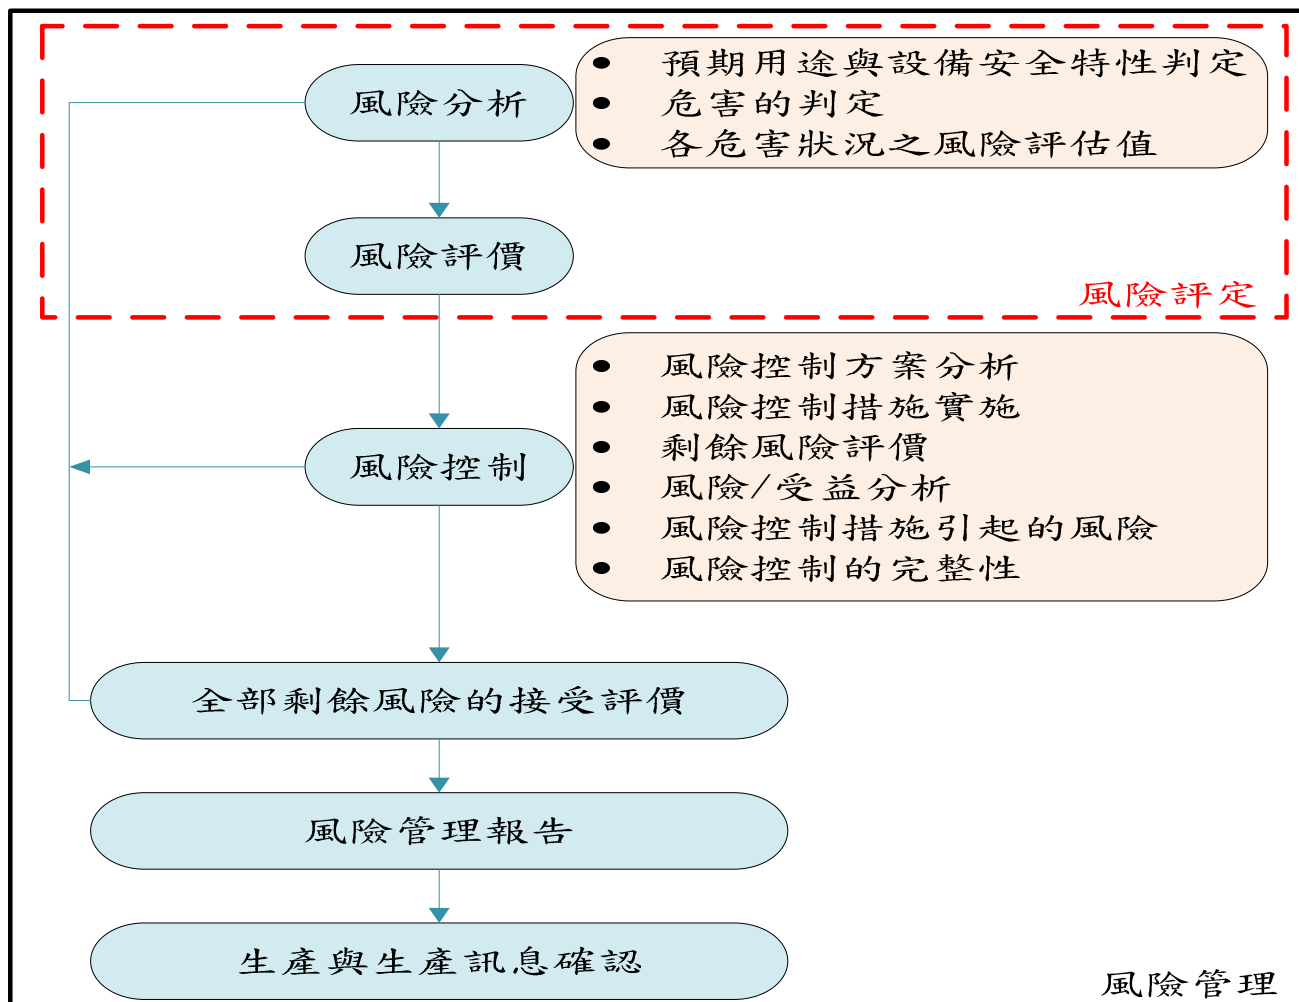 風險分析
• 預期用途與設備安全特性判定
• 危害的判定
• 各危害狀況之風險評估值
風險評價
風險評定
風險控制
• 風險控制方案分析
• 風險控制措施實施
• 剩餘風險評價
• 風險/受益分析
• 風險控制措施引起的風險
• 風險控制的完整性
全部剩餘風險的接受評價
風險管理報告
生產與生產訊息確認
風險管理